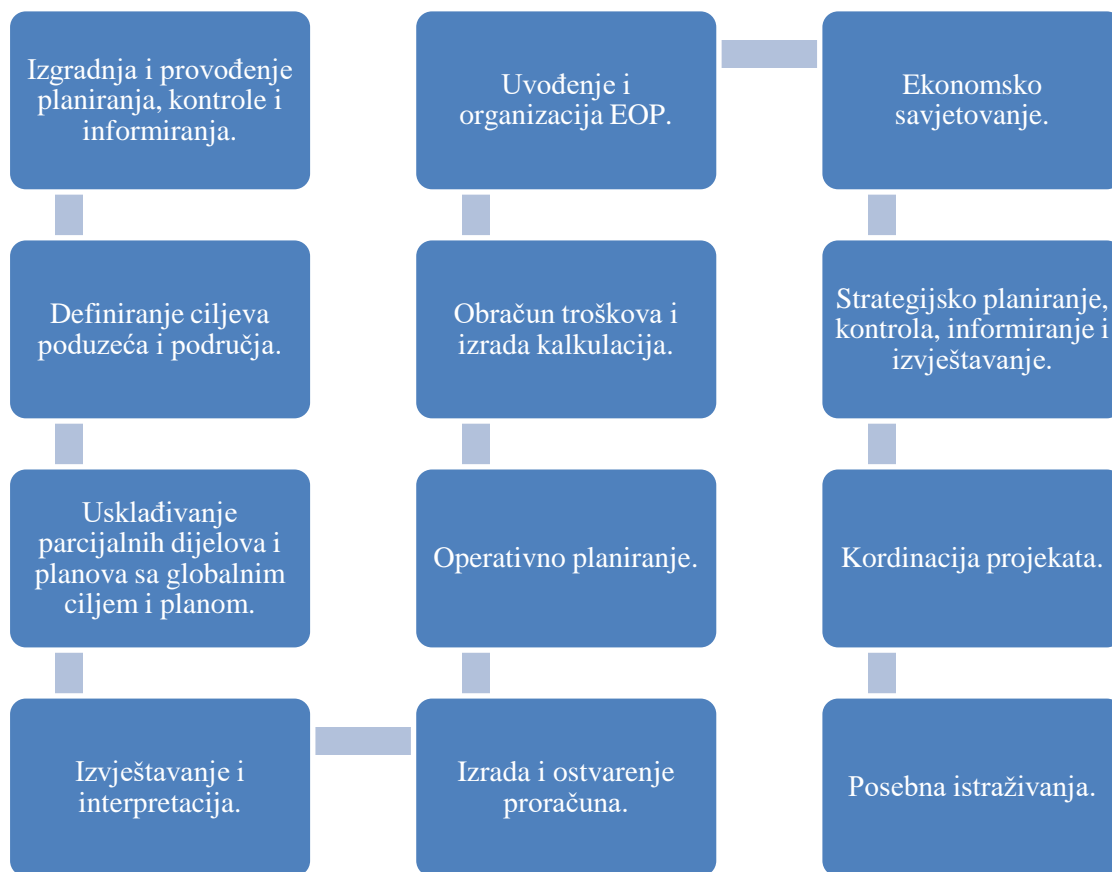 Izgradnja i provođenje
planiranja, kontrole i
informiranja.
Definiranje ciljeva
poduzeća i područja.
Usklađivanje
parcijalnih dijelova i
planova sa globalnim
ciljem i planom.
Izvještavanje i
interpretacija.
Izrada i ostvarenje
proračuna.
Operativno planiranje.
Obračun troškova i
izrada kalkulacija.
Uvođenje i
organizacija EOP.
Ekonomsko
savjetovanje.
Strategijsko planiranje,
kontrola, informiranje i
izvještavanje.
Kordinacija projekata.
Posebna istraživanja.